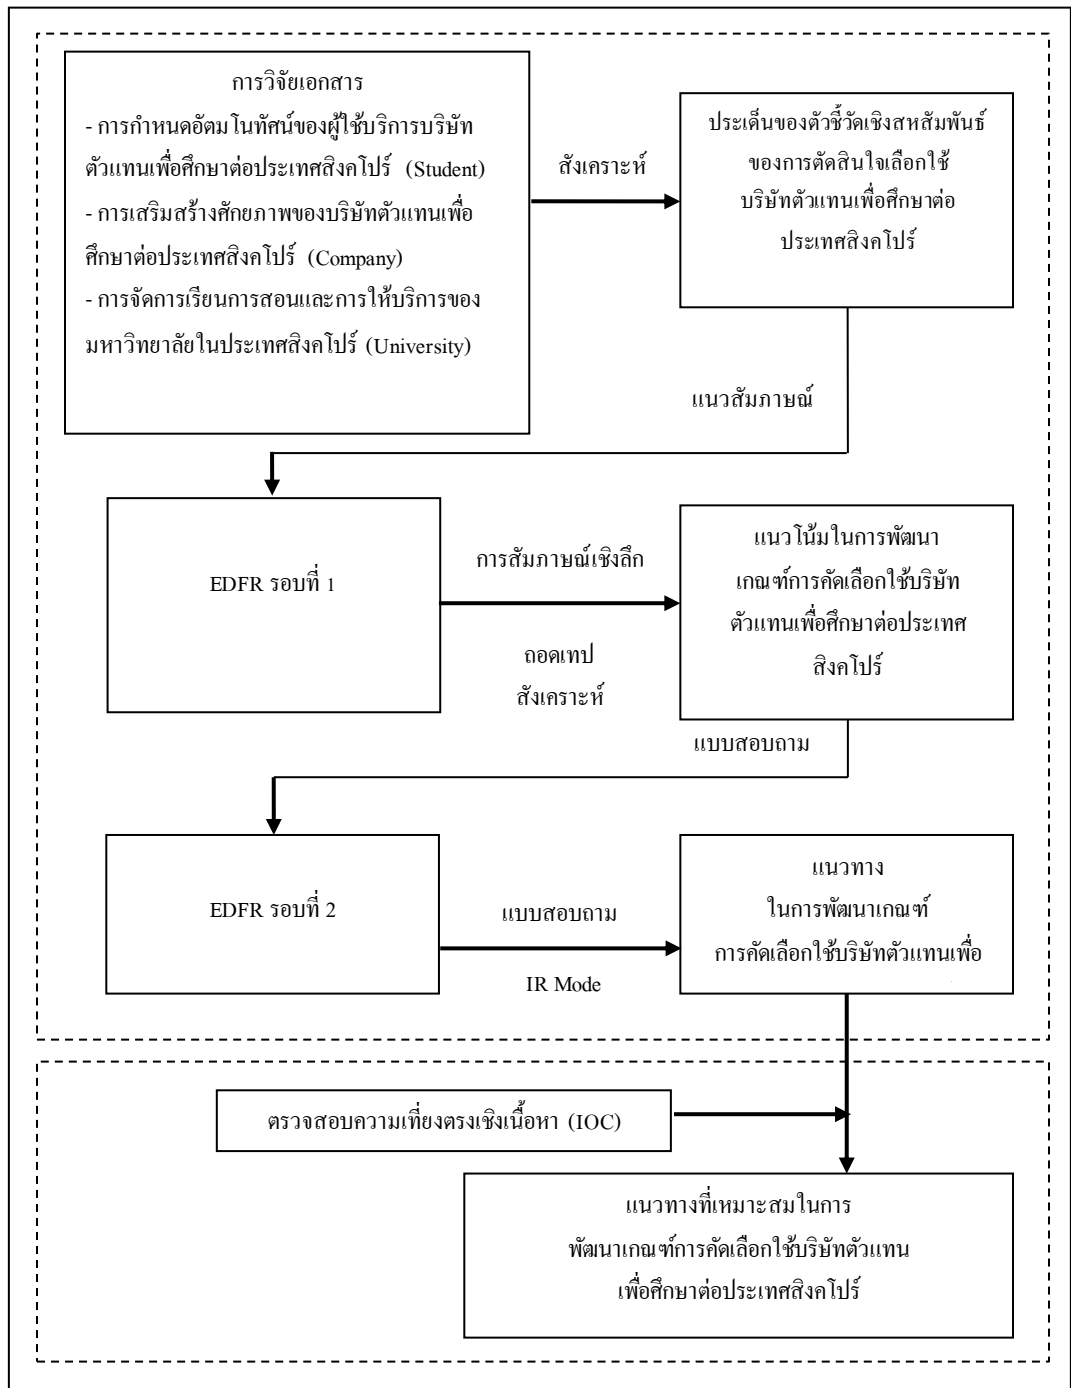 การวิจัยเอกสาร
- การกำหนดอัตมโนทัศน์ของผู้ใช้บริการบริษัท
ตัวแทนเพื่อศึกษาต่อประเทศสิงคโปร์ (Student)
- การเสริมสร้างศักยภาพของบริษัทตัวแทนเพื่อ
ศึกษาต่อประเทศสิงคโปร์ (Company)
- การจัดการเรียนการสอนและการให้บริการของ
มหาวิทยาลัยในประเทศสิงคโปร์ (University)
สังเคราะห์
ประเด็นของตัวชี้วัดเชิงสหสัมพันธ์
ของการตัดสินใจเลือกใช้
บริษัทตัวแทนเพื่อศึกษาต่อ
ประเทศสิงคโปร์
แนวสัมภาษณ์
EDFR รอบที่ 1
การสัมภาษณ์เชิงลึก
ถอดเทป
สังเคราะห์
แนวโน้มในการพัฒนา
เกณฑ์การคัดเลือกใช้บริษัท
ตัวแทนเพื่อศึกษาต่อประเทศ
สิงคโปร์
แบบสอบถาม
EDFR รอบที่ 2
แบบสอบถาม
IR Mode
แนวทาง
ในการพัฒนาเกณฑ์
การคัดเลือกใช้บริษัทตัวแทนเพื่อ
ตรวจสอบความเที่ยงตรงเชิงเนื้อหา (IOC)
แนวทางที่เหมาะสมในการ
พัฒนาเกณฑ์การคัดเลือกใช้บริษัทตัวแทน
เพื่อศึกษาต่อประเทศสิงคโปร์